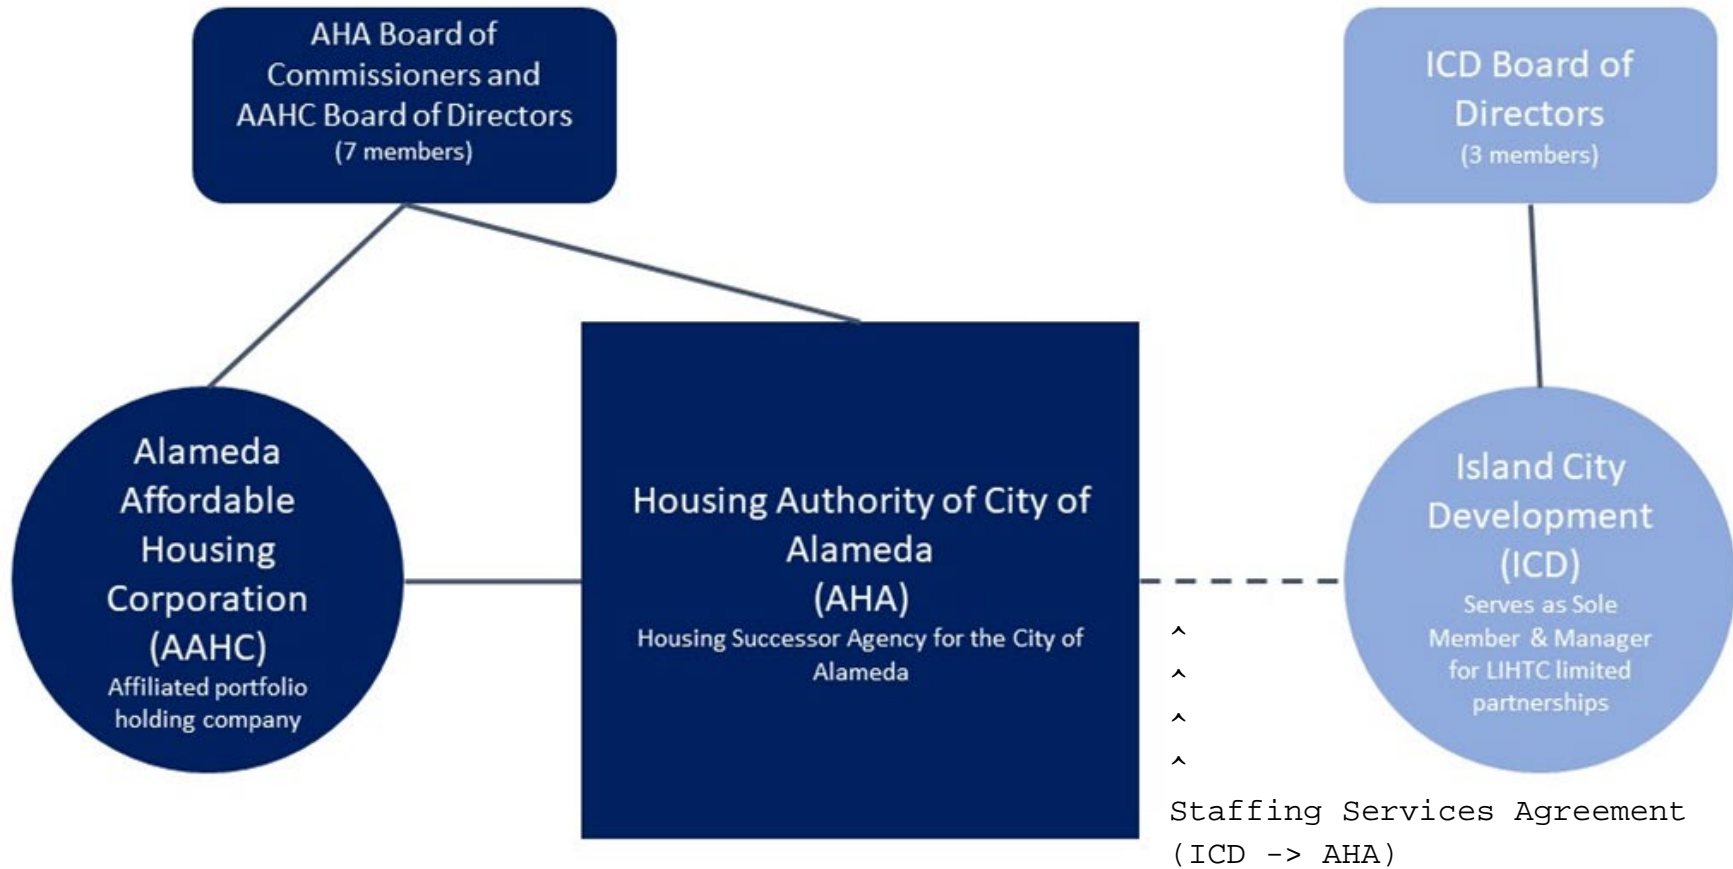 AHA Board of
Commissioners and
AAHC Board of Directors
(7 members)
ICD Board of
Directors
(3 members)
Alameda
Affordable
Housing
Corporation
(AAHC)
Affiliated portfolio
holding company
Housing Authority of City of
Alameda
(AHA)
Housing Successor Agency for the City of
Alameda
Island City
Development
(ICD)
Serves as Sole
Member & Manager
for LIHTC limited
partnerships
^
^
^
^
Staffing Services Agreement
(ICD -> AHA)